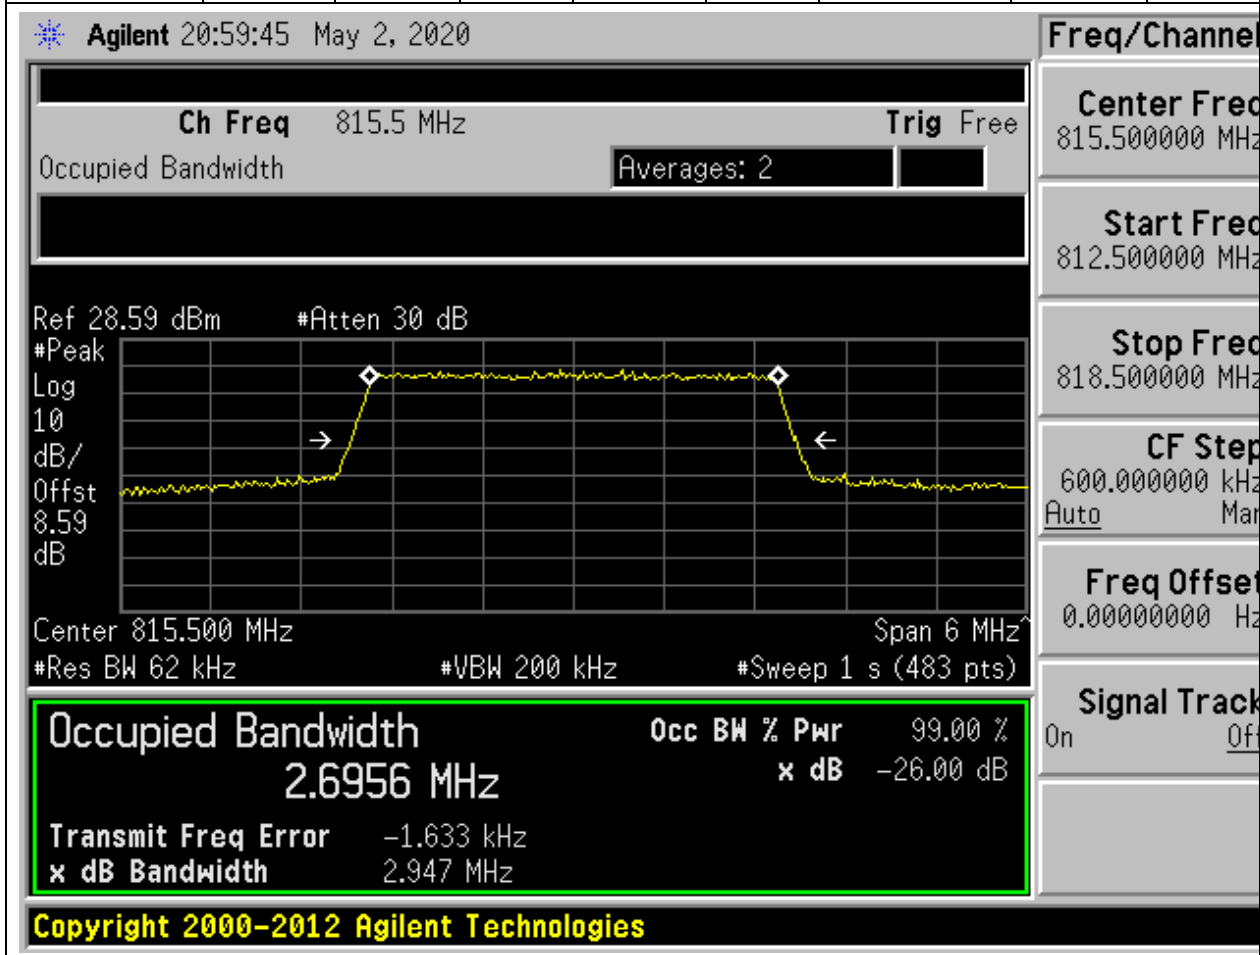 Agilent 20:59:45 May 2, 2020
Ch Freq 815.5 MHz Trig Free
Occupied Bandwidth Averages: 2
Ref 28.59 dBm #Atten 30 dB
#Peak
Log
10
dB/
Offst
8.59
dB
Center 815.500 MHz Span 6 MHz^
#Res BW 62 kHz #VBW 200 kHz #Sweep 1 s (483 pts)
Occupied Bandwidth Occ BW % Pwr 99.00 %
2.6956 MHz x dB -26.00 dB
Transmit Freq Error -1.633 kHz
x dB Bandwidth 2.947 MHz
Copyright 2000-2012 Agilent Technologies
Freq/Channel
Center Freq
815.500000 MHz
Start Freq
812.500000 MHz
Stop Freq
818.500000 MHz
CF Step
600.000000 kHz
Auto Man
Freq Offset
0.00000000 Hz
Signal Track
On Off